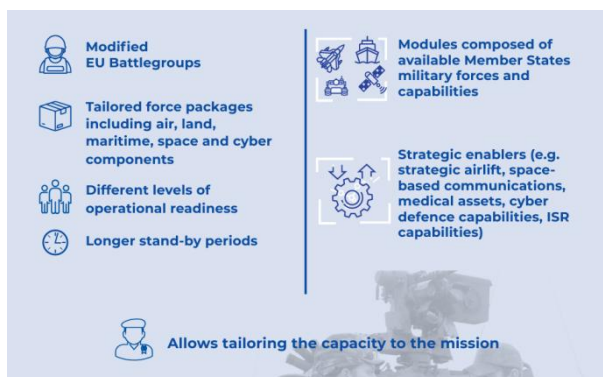 Modified
EU Battlegroups
Tailored force packages
including air, land,
maritime, space and cyber
components
Different levels of
operational readiness
Longer stand-by periods
Modules composed of
available Member States
military forces and
capabilities
Strategic enablers (e.g.
strategic airlift, space-
based communications,
medical assets, cyber
defence capabilities, ISR
capabilities)
Allows tailoring the capacity to the mission